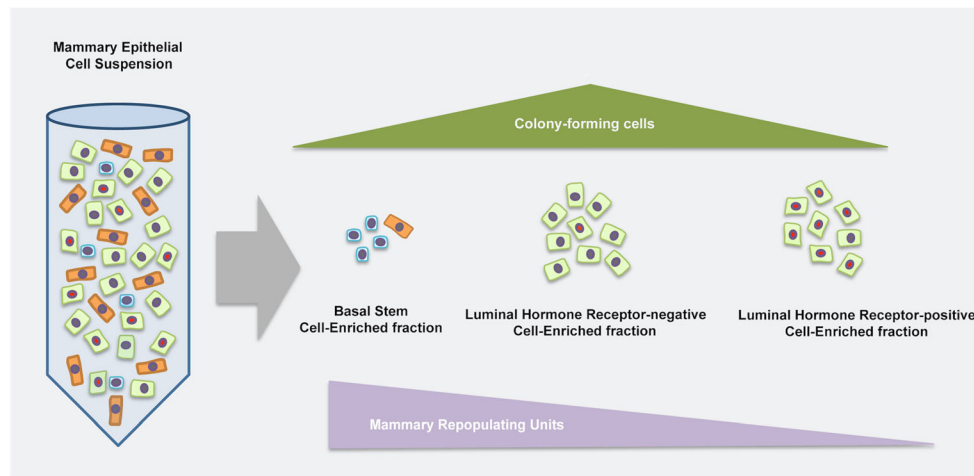 Mammary Epithelial
Cell Suspension
Colony-forming cells
Basal Stem
Cell-Enriched fraction
Luminal Hormone Receptor-negative
Cell-Enriched fraction
Luminal Hormone Receptor-positive
Cell-Enriched fraction
Mammary Repopulating Units